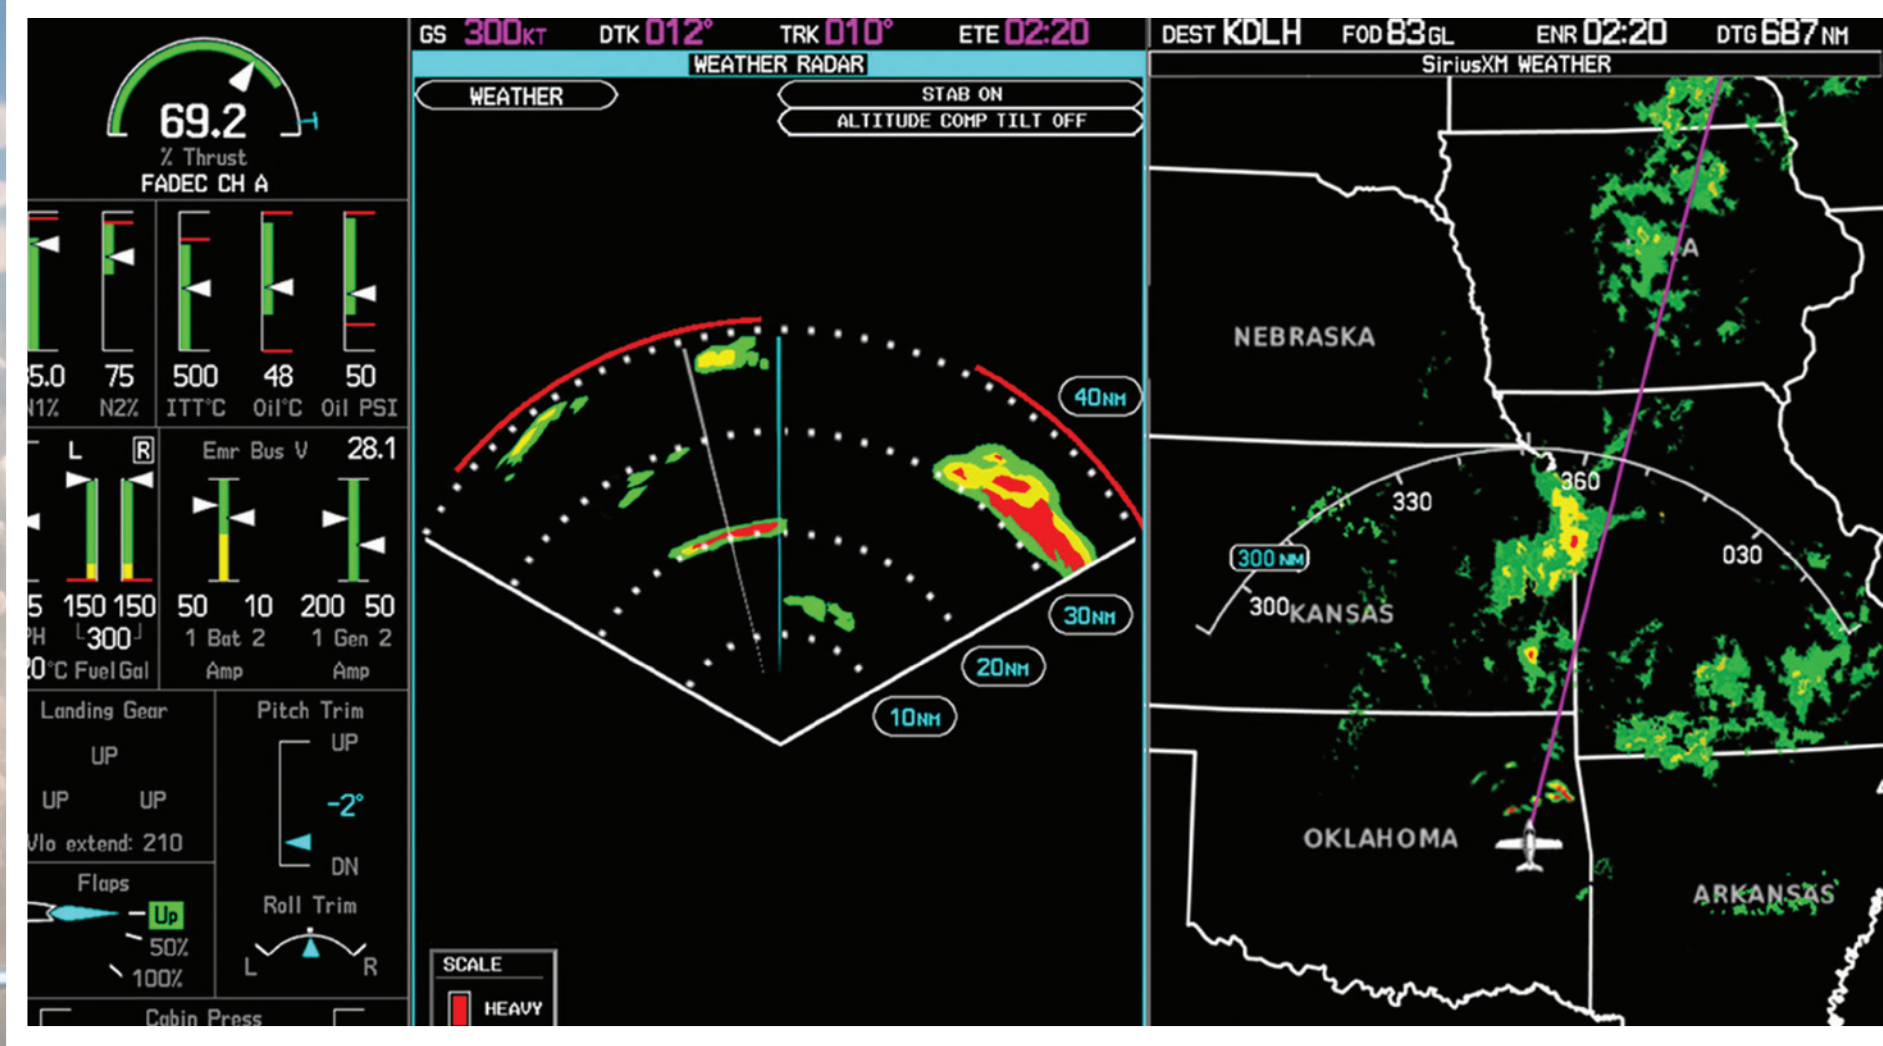 69.2
% Thrust
FADEC CH A
75
500
48
50
N2%
ITT°C
Oil°C
Oil PSI
L
R
Emr Bus V
28.1
150 150
50
10
200
50
300
1 Bat 2
1 Gen 2
Fuel Gal
Amp
Amp
Landing Gear
UP
UP
UP
Vlo extend: 210
Pitch Trim
UP
-2°
DN
Flaps
Up
50%
100%
Roll Trim
L
R
Cabin Press
GS 300KT
DTK 012°
TRK 010°
ETE 02:20
WEATHER RADAR
WEATHER
STAB ON
ALTITUDE COMP TILT OFF
40NM
30NM
20NM
10NM
SCALE
HEAVY
DEST KDLH
FOD 83GL
ENR 02:20
DTG 687NM
SiriusXM WEATHER
NEBRASKA
360
330
300 NM
030
300
KANSAS
OKLAHOMA
ARKANSAS